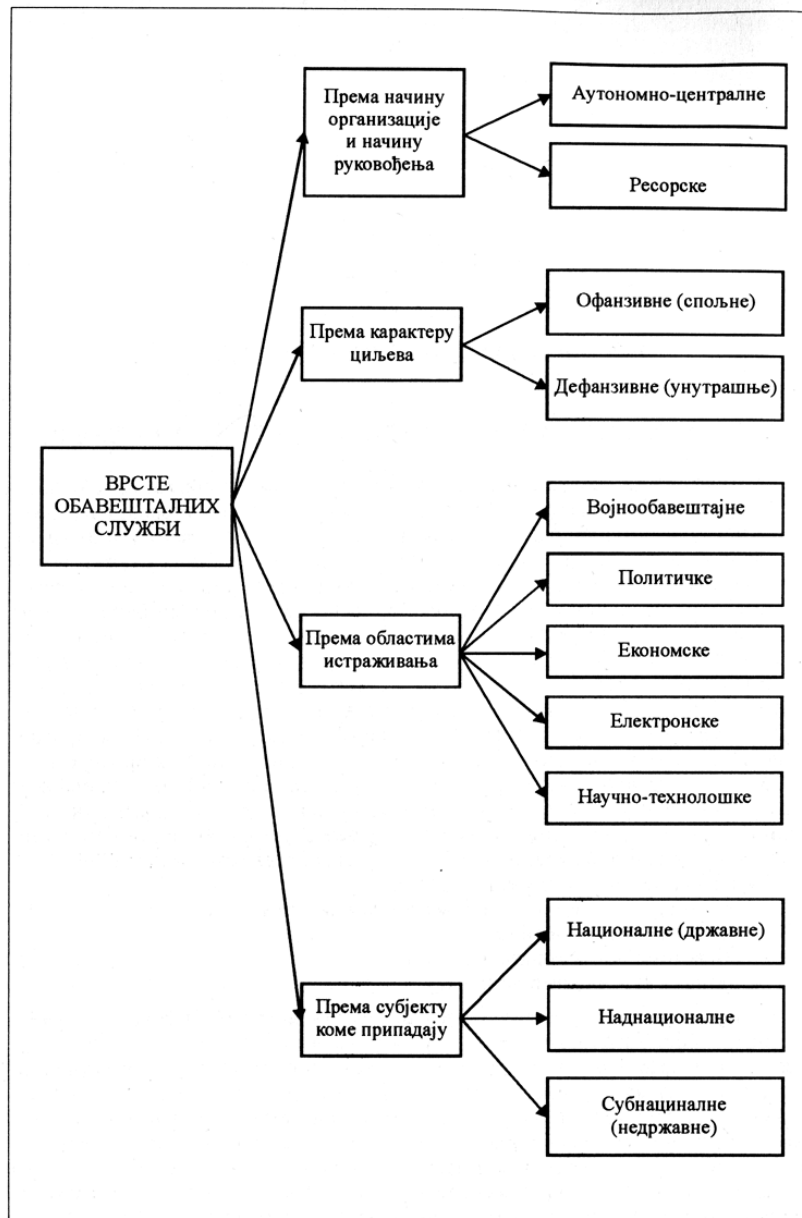 Према начину
организације
и начину
руковођења
Аутономно-централне
Ресорске
Према карактеру
циљева
Офанзивне (спољне)
Дефанзивне (унутрашње)
ВРСТЕ
ОБАВЕШТАЈНИХ
СЛУЖБИ
Према областима
истраживања
Војнообавештајне
Политичке
Економске
Електронске
Научно-технолошке
Према субјекту
коме припадају
Националне (државне)
Наднационалне
Субнациналне
(недржавне)